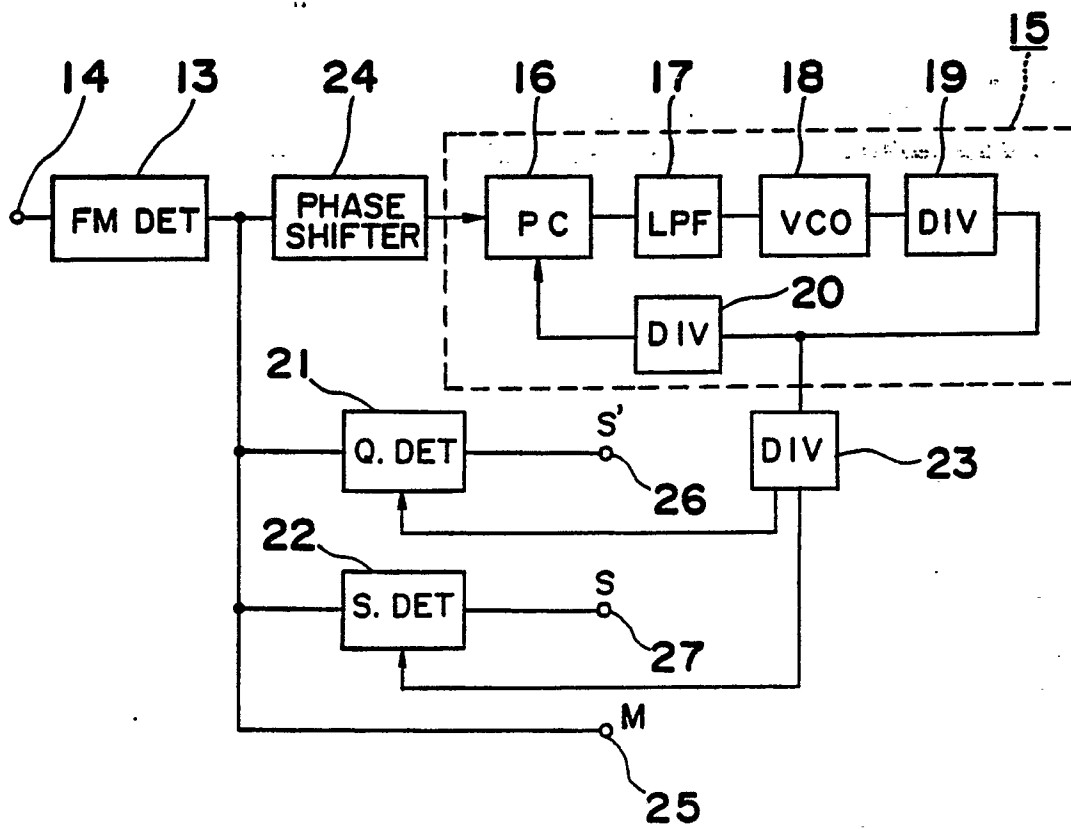 15
14
13
24
16
17
18
19
FM DET
PHASE
SHIFTER
PC
LPF
VCO
DIV
20
DIV
21
Q. DET
S'
26
DIV
23
22
S. DET
S
27
M
25